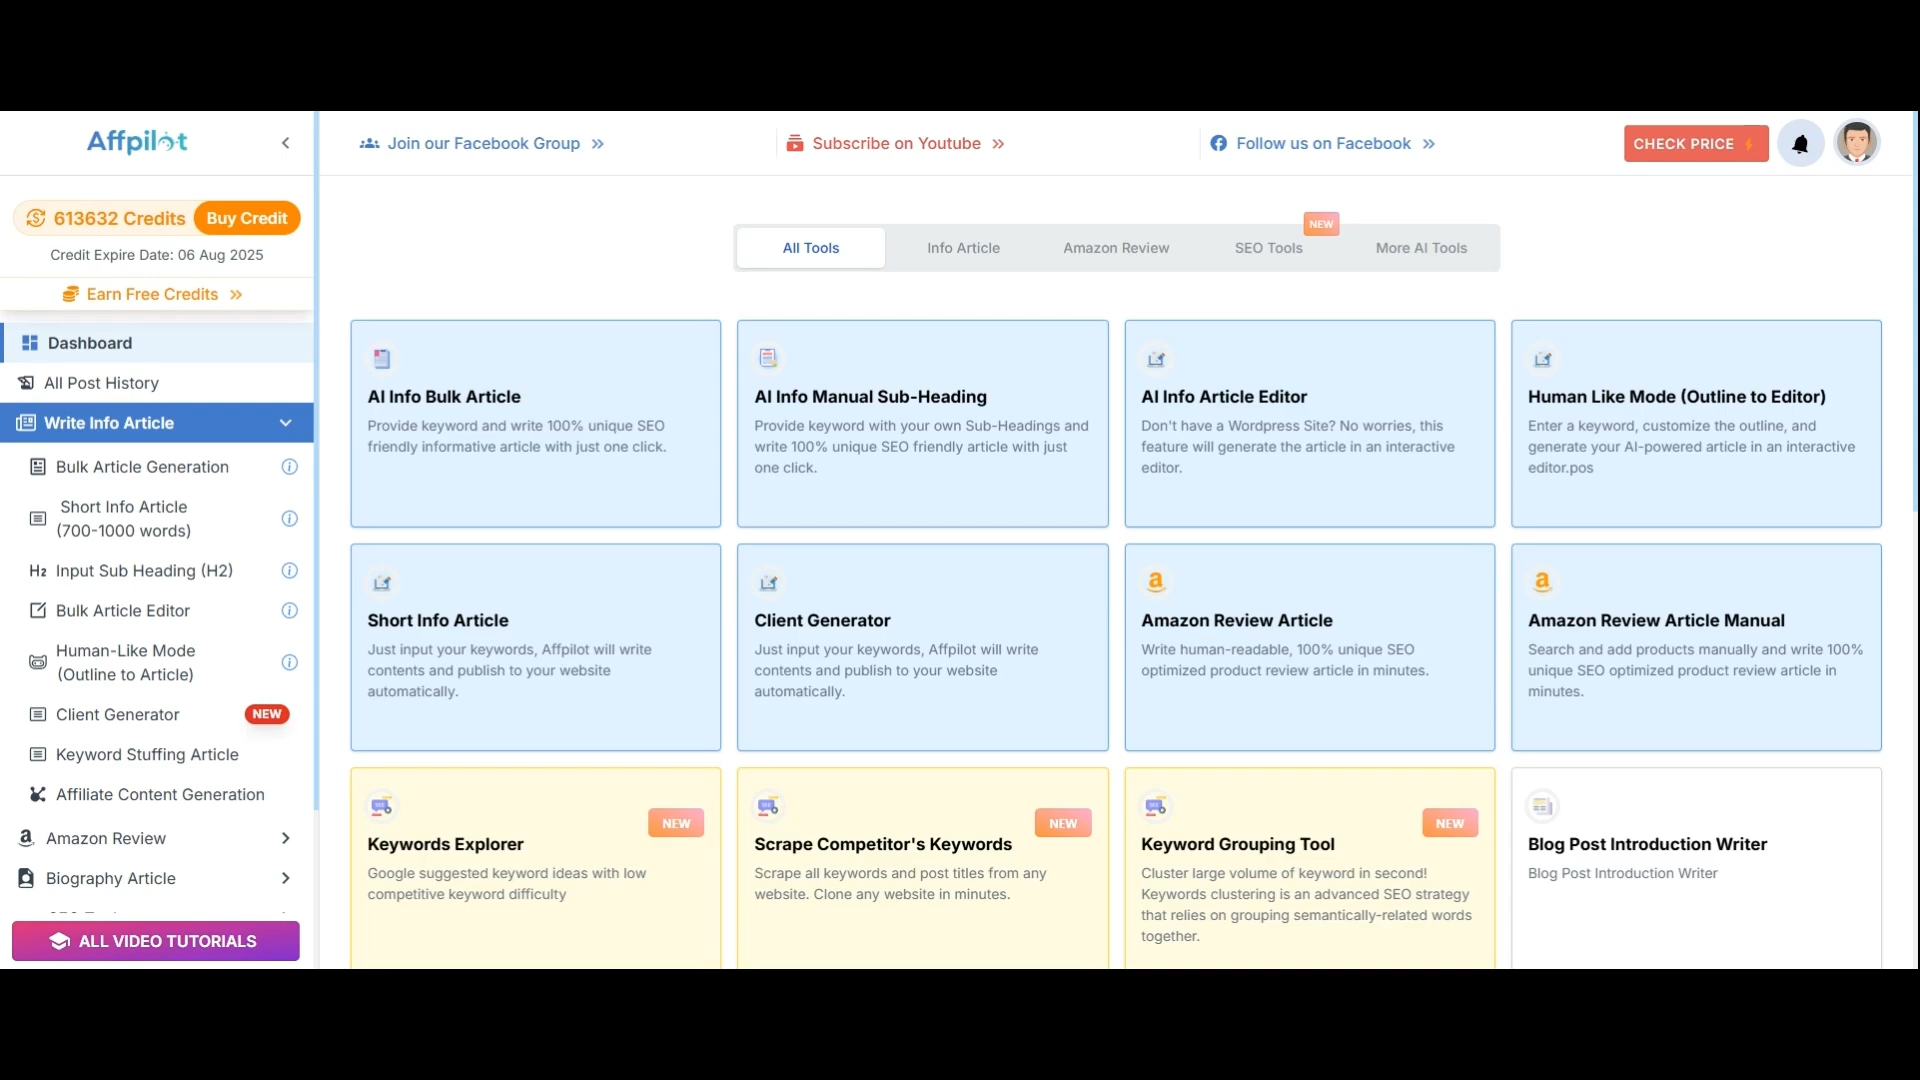 Affpilot
Join our Facebook Group
Subscribe on Youtube
Follow us on Facebook
CHECK PRICE
613632 Credits
Buy Credit
Credit Expire Date: 06 Aug 2025
Earn Free Credits
Dashboard
All Post History
Write Info Article
Bulk Article Generation
Short Info Article
(700-1000 words)
H2 Input Sub Heading (H2)
Bulk Article Editor
Human-Like Mode
(Outline to Article)
Client Generator
NEW
Keyword Stuffing Article
Affiliate Content Generation
Amazon Review
Biography Article
ALL VIDEO TUTORIALS
NEW
All Tools
Info Article
Amazon Review
SEO Tools
More AI Tools
AI Info Bulk Article
Provide keyword and write 100% unique SEO
friendly informative article with just one click.
AI Info Manual Sub-Heading
Provide keyword with your own Sub-Headings and
write 100% unique SEO friendly article with just
one click.
AI Info Article Editor
Don't have a Wordpress Site? No worries, this
feature will generate the article in an interactive
editor.
Human Like Mode (Outline to Editor)
Enter a keyword, customize the outline, and
generate your AI-powered article in an interactive
editor.pos
Short Info Article
Just input your keywords, Affpilot will write
contents and publish to your website
automatically.
Client Generator
Just input your keywords, Affpilot will write
contents and publish to your website
automatically.
Amazon Review Article
Write human-readable, 100% unique SEO
optimized product review article in minutes.
Amazon Review Article Manual
Search and add products manually and write 100%
unique SEO optimized product review article in
minutes.
NEW
Keywords Explorer
Google suggested keyword ideas with low
competitive keyword difficulty
NEW
Scrape Competitor's Keywords
Scrape all keywords and post titles from any
website. Clone any website in minutes.
NEW
Keyword Grouping Tool
Cluster large volume of keyword in second!
Keywords clustering is an advanced SEO strategy
that relies on grouping semantically-related words
together.
Blog Post Introduction Writer
Blog Post Introduction Writer